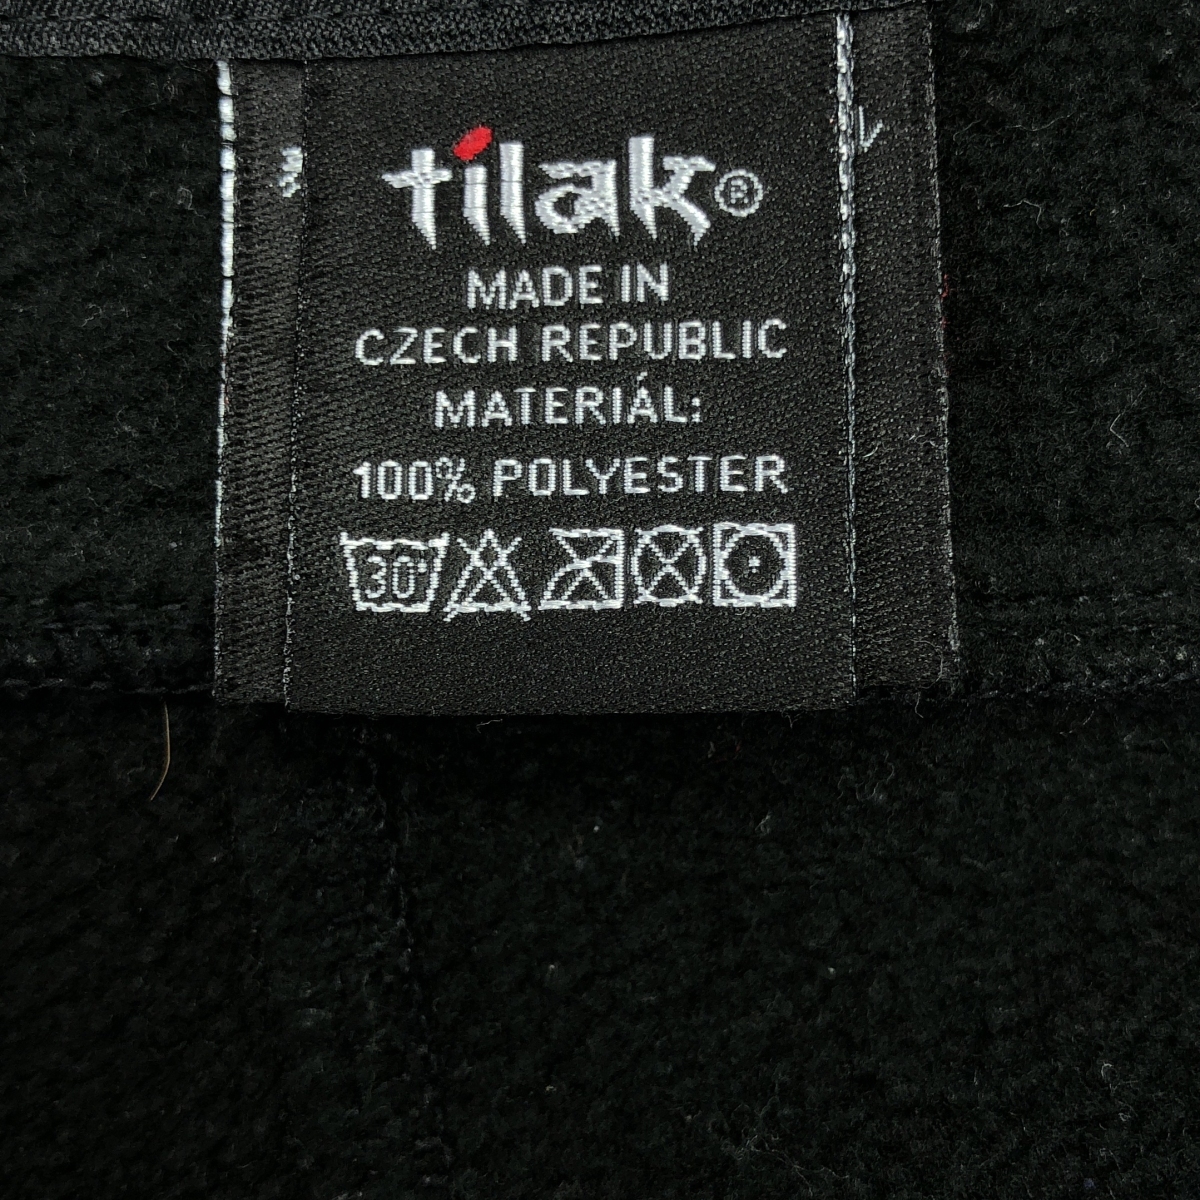 tilak®
MADE IN
CZECH REPUBLIC
MATERIÁL:
100% POLYESTER
30°